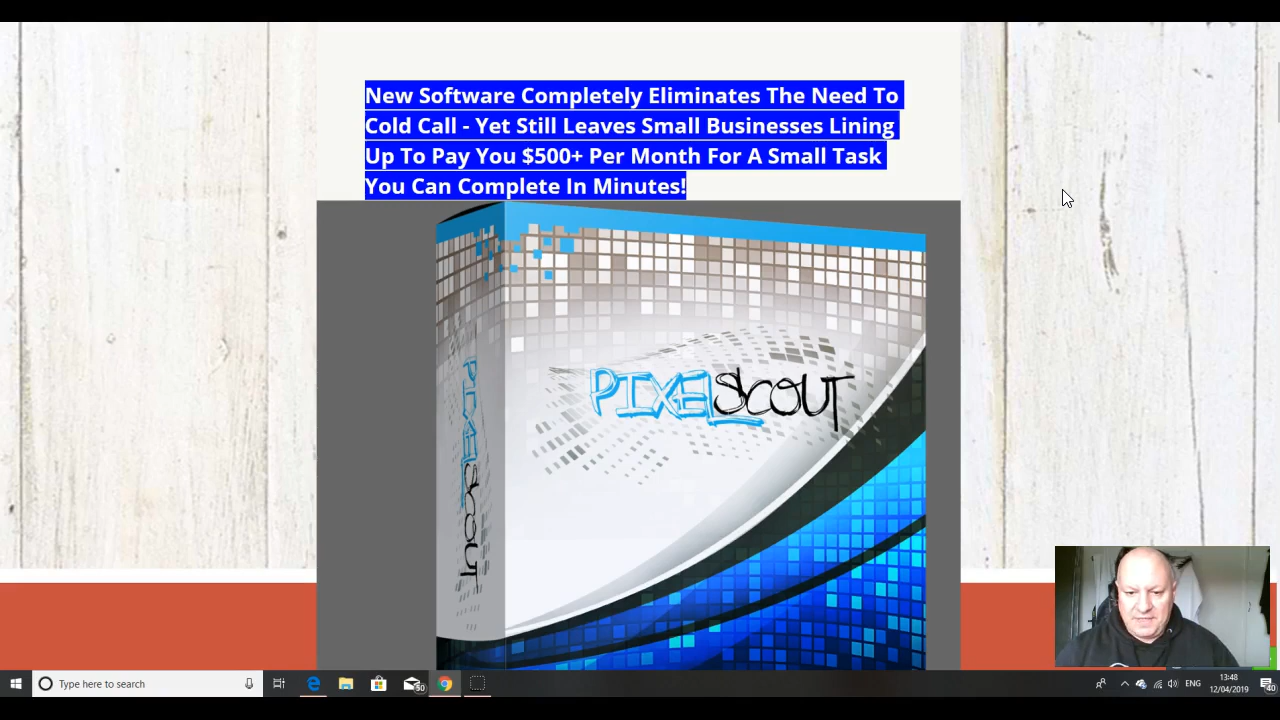 New Software Completely Eliminates The Need To
Cold Call - Yet Still Leaves Small Businesses Lining
Up To Pay You $500+ Per Month For A Small Task
You Can Complete In Minutes!
PIXELSCOUT
PIXELSCOUT
Type here to search
50
ENG
13:48
12/04/2019
40